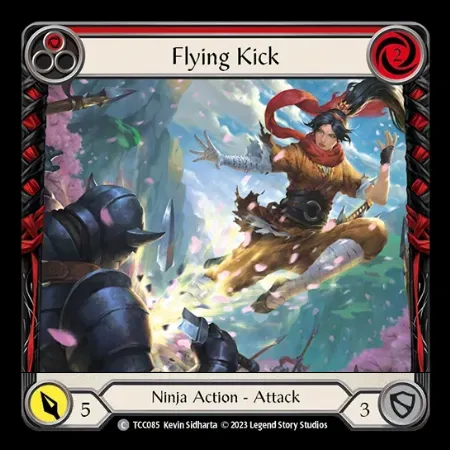 Flying Kick
2
Ninja Action - Attack
5
3
C TCC085 Kevin Sidharta © 2023 Legend Story Studios